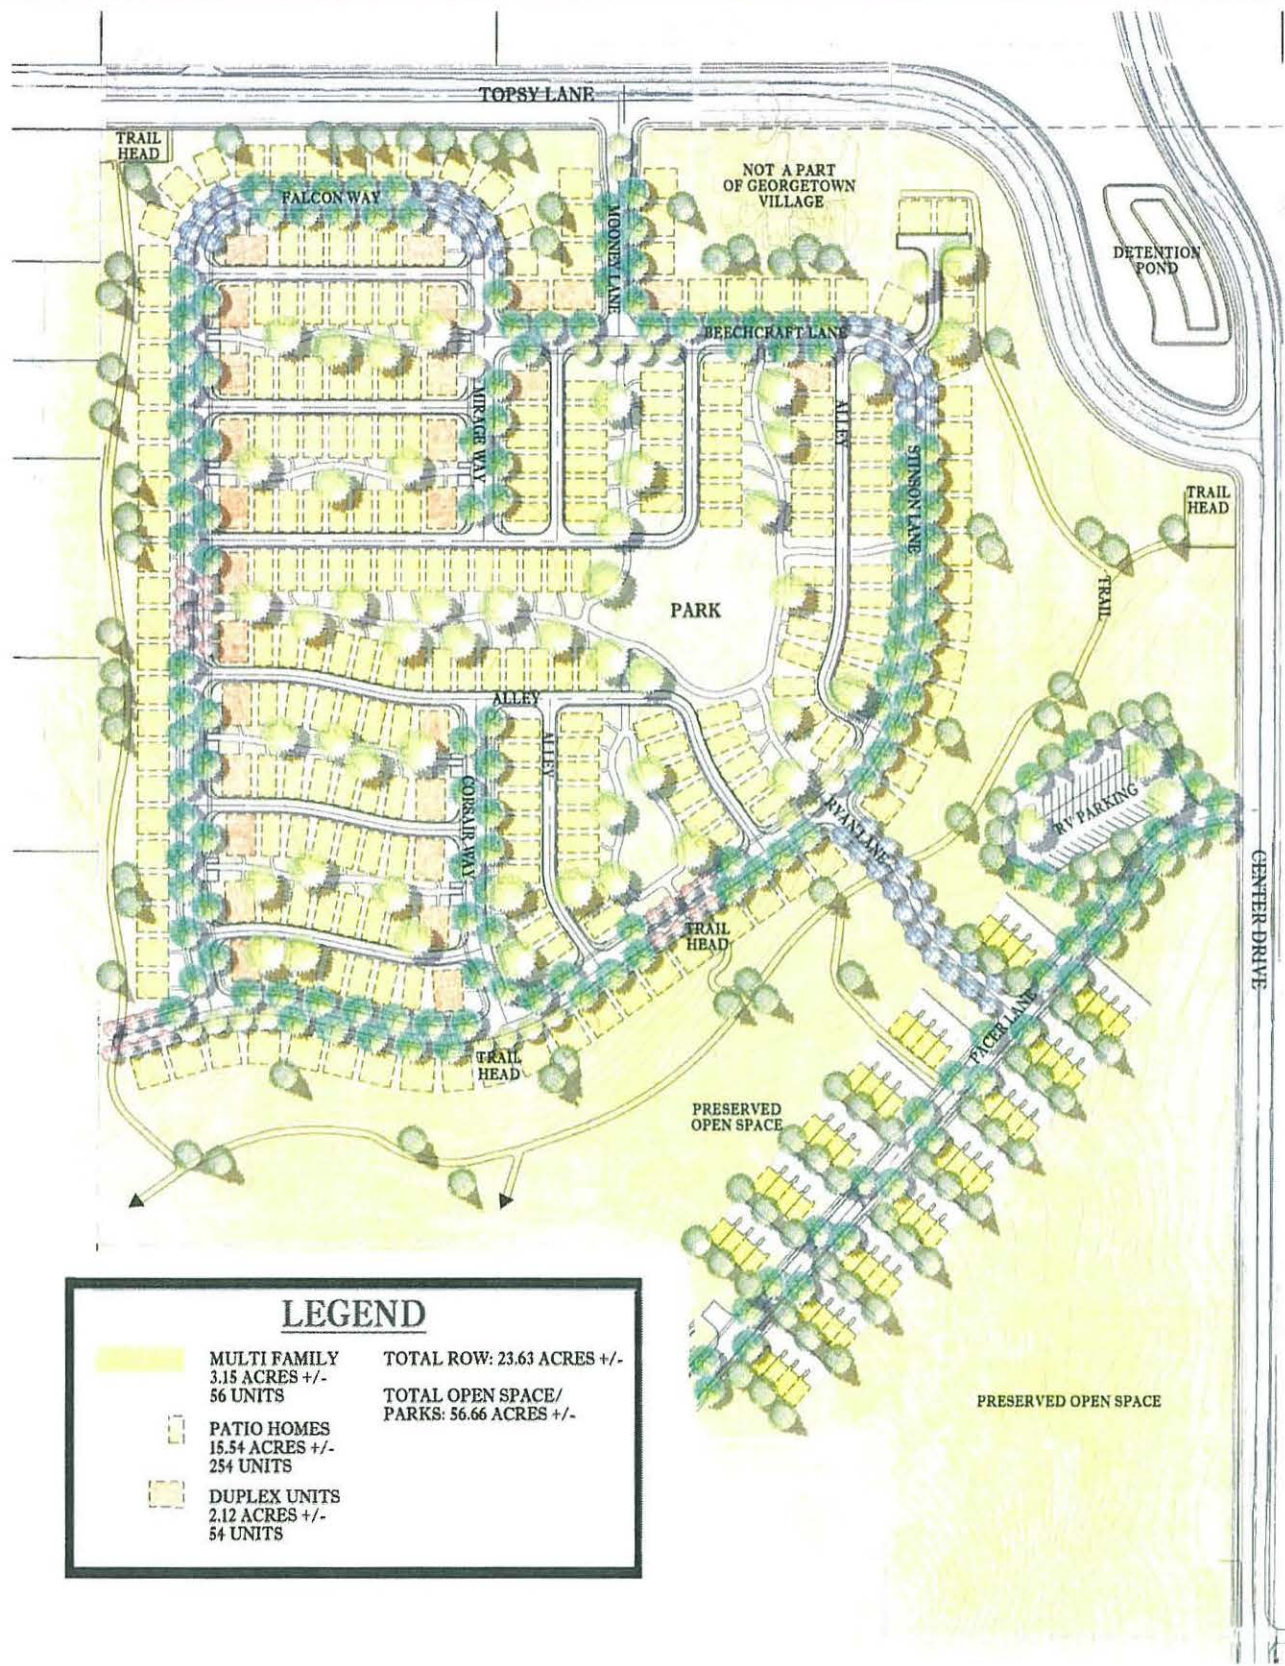 TOPSY LANE
TRAIL
HEAD
NOT A PART
OF GEORGETOWN
VILLAGE
FALCON WAY
MOONEY LANE
DETENTION
POND
BEECHCRAFT LANE
MIRAGE WAY
ALLEY
STINSON LANE
TRAIL
HEAD
TRAIL
PARK
ALLEY
ALLEY
CORSAIR WAY
RYAN LANE
RV PARKING
CENTER DRIVE
TRAIL
HEAD
PACER LANE
TRAIL
HEAD
PRESERVED
OPEN SPACE
PRESERVED OPEN SPACE
LEGEND
MULTI FAMILY
3.15 ACRES +/-
56 UNITS
PATIO HOMES
15.54 ACRES +/-
254 UNITS
DUPLEX UNITS
2.12 ACRES +/-
54 UNITS
TOTAL ROW: 23.63 ACRES +/-
TOTAL OPEN SPACE/
PARKS: 56.66 ACRES +/-